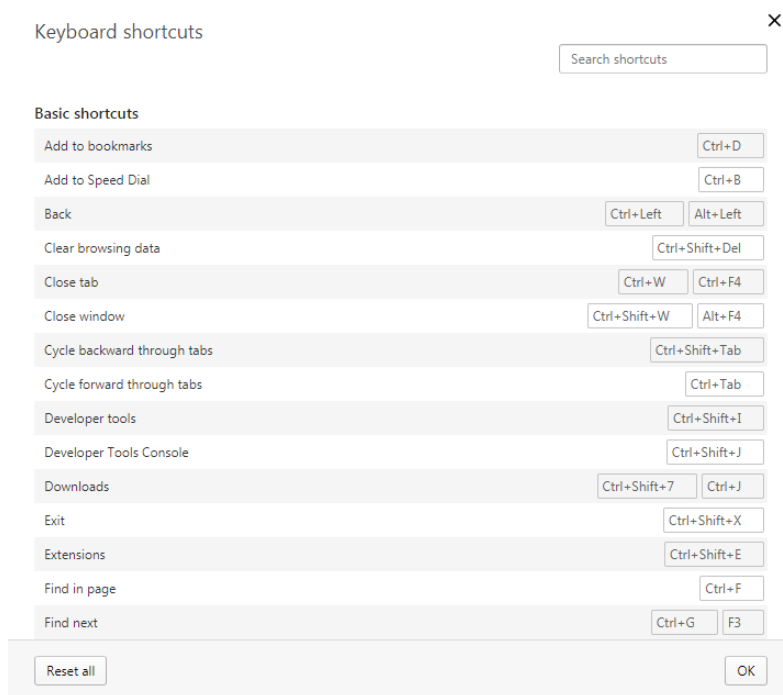 Keyboard shortcuts
Search shortcuts
Basic shortcuts
Add to bookmarks Ctrl+D
Add to Speed Dial Ctrl+B
Back Ctrl+Left Alt+Left
Clear browsing data Ctrl+Shift+Del
Close tab Ctrl+W Ctrl+F4
Close window Ctrl+Shift+W Alt+F4
Cycle backward through tabs Ctrl+Shift+Tab
Cycle forward through tabs Ctrl+Tab
Developer tools Ctrl+Shift+I
Developer Tools Console Ctrl+Shift+J
Downloads Ctrl+Shift+7 Ctrl+J
Exit Ctrl+Shift+X
Extensions Ctrl+Shift+E
Find in page Ctrl+F
Find next Ctrl+G F3
Reset all OK